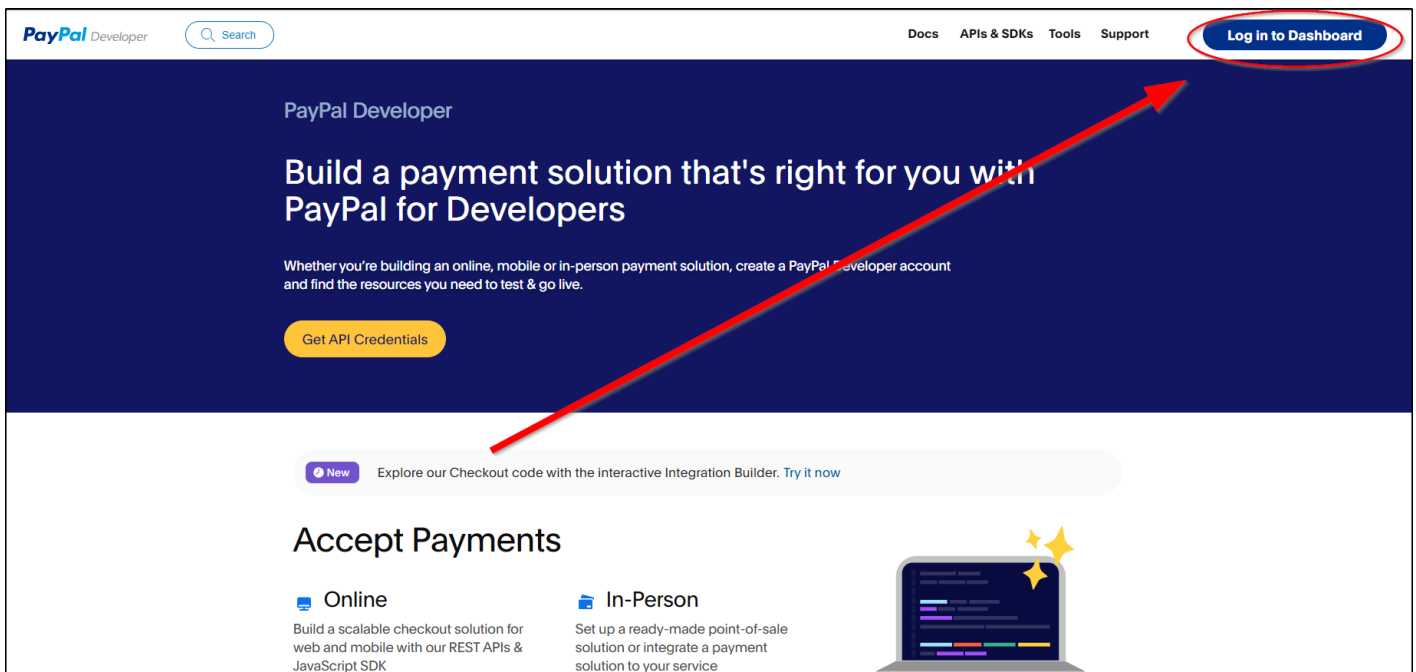 PayPal Developer
Search
Docs APIs & SDKs Tools Support
Log in to Dashboard
PayPal Developer
Build a payment solution that's right for you with
PayPal for Developers
Whether you're building an online, mobile or in-person payment solution, create a PayPal Developer account
and find the resources you need to test & go live.
Get API Credentials
New
Explore our Checkout code with the interactive Integration Builder. Try it now
Accept Payments
Online
Build a scalable checkout solution for
web and mobile with our REST APIs &
JavaScript SDK
In-Person
Set up a ready-made point-of-sale
solution or integrate a payment
solution to your service